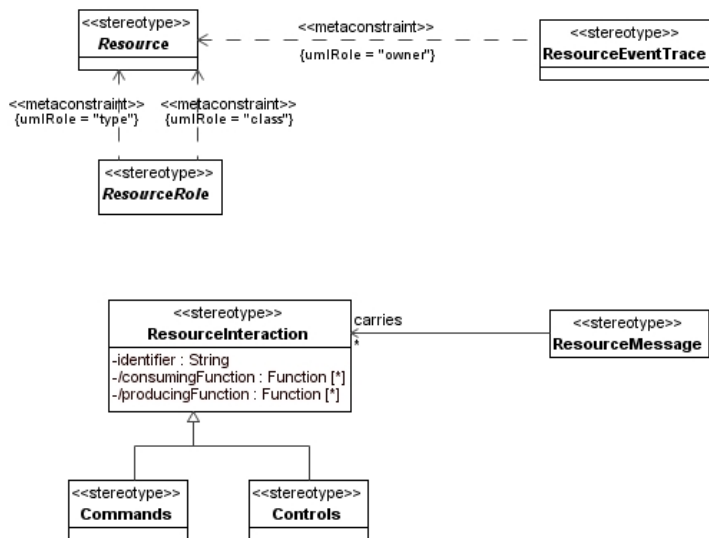 <<stereotype>>
Resource
<<metaconstraint>>
{umlRole = "owner"}
<<stereotype>>
ResourceEventTrace
<<metaconstraint>>
{umlRole = "type"}
<<metaconstraint>>
{umlRole = "class"}
<<stereotype>>
ResourceRole
<<stereotype>>
ResourceInteraction
-identifier : String
-/consumingFunction : Function [*]
-/producingFunction : Function [*]
carries
*
<<stereotype>>
ResourceMessage
<<stereotype>>
Commands
<<stereotype>>
Controls